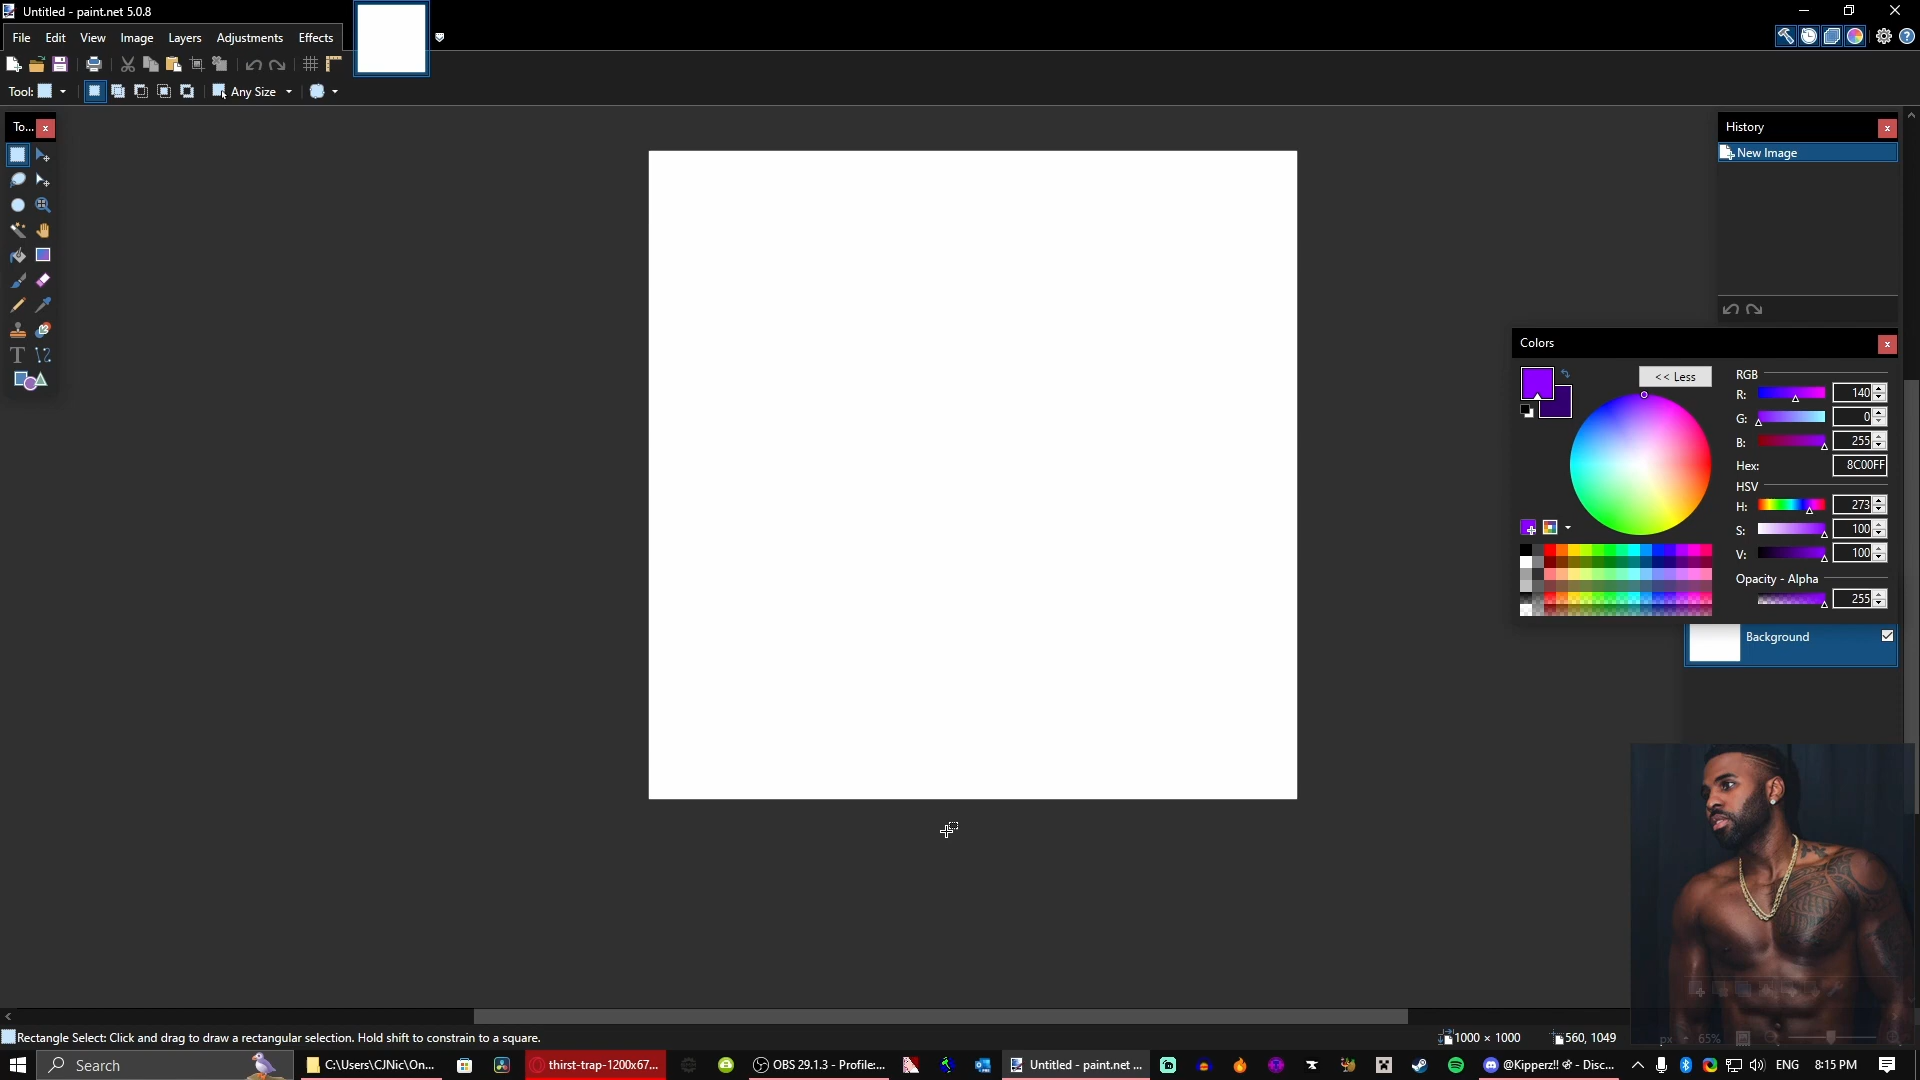 Untitled - paint.net 5.0.8
File Edit View Image Layers Adjustments Effects
Tool: Any Size
To...
History
New Image
Colors
<< Less
RGB
R: 140
G: 0
B: 255
Hex: 8C00FF
HSV
H: 273
S: 100
V: 100
Opacity - Alpha
255
Background
Rectangle Select: Click and drag to draw a rectangular selection. Hold shift to constrain to a square.
1000 × 1000
560, 1049
px
65%
Search
C:\Users\CJNic\On...
thirst-trap-1200x67...
OBS 29.1.3 - Profile:...
Untitled - paint.net ...
ENG
8:15 PM